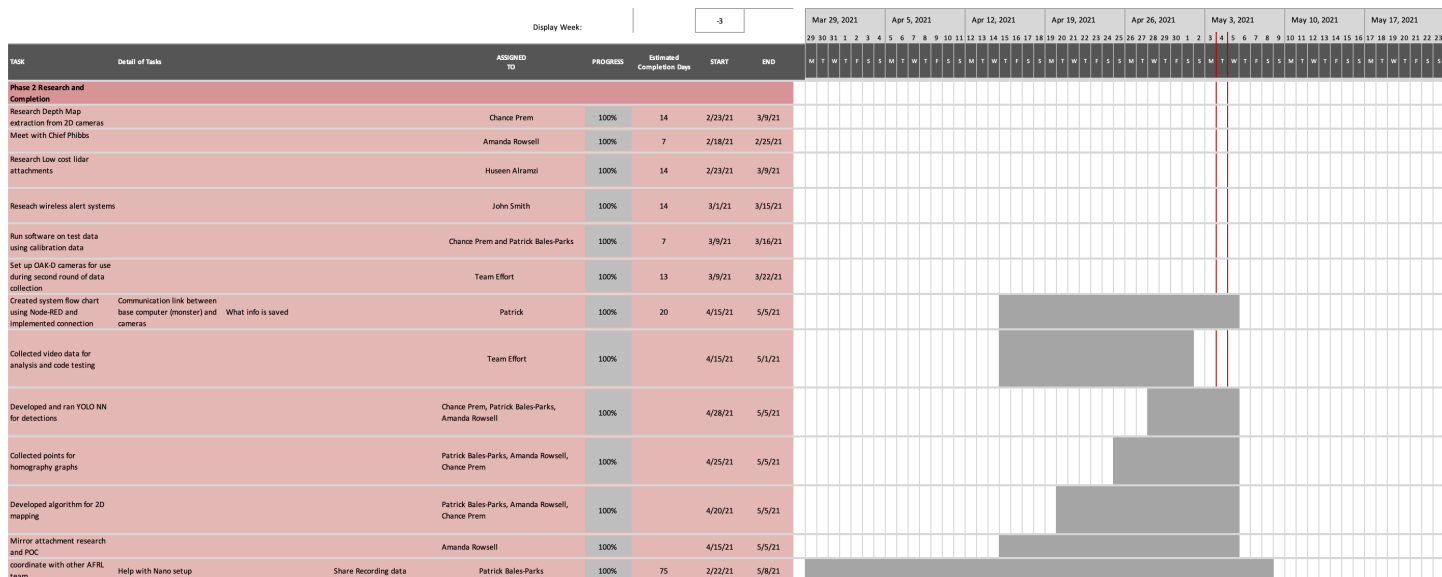 Display Week:
-3
Mar 29, 2021 Apr 5, 2021 Apr 12, 2021 Apr 19, 2021 Apr 26, 2021 May 3, 2021 May 10, 2021 May 17, 2021
29 30 31 1 2 3 4 5 6 7 8 9 10 11 12 13 14 15 16 17 18 19 20 21 22 23 24 25 26 27 28 29 30 1 2 3 4 5 6 7 8 9 10 11 12 13 14 15 16 17 18 19 20 21 22 23
TASK Detail of Tasks ASSIGNED TO PROGRESS Estimated Completion Days START END
M T W T F S S M T W T F S S M T W T F S S M T W T F S S M T W T F S S M T W T F S S M T W T F S S M T W T F S S
Phase 2 Research and
Completion
Research Depth Map
extraction from 2D cameras
Chance Prem 100% 14 2/23/21 3/9/21
Meet with Chief Phibbs
Amanda Rowsell 100% 7 2/18/21 2/25/21
Research Low cost lidar
attachments
Huseen Alramzi 100% 14 2/23/21 3/9/21
Reseach wireless alert systems John Smith 100% 14 3/1/21 3/15/21
Run software on test data
using calibration data
Chance Prem and Patrick Bales-Parks 100% 7 3/9/21 3/16/21
Set up OAK-D cameras for use
during second round of data
collection
Team Effort 100% 13 3/9/21 3/22/21
Created system flow chart
using Node-RED and
implemented connection
Communication link between
base computer (monster) and
cameras
What info is saved Patrick 100% 20 4/15/21 5/5/21
Collected video data for
analysis and code testing
Team Effort 100% 4/15/21 5/1/21
Developed and ran YOLO NN
for detections
Chance Prem, Patrick Bales-Parks,
Amanda Rowsell
100% 4/28/21 5/5/21
Collected points for
homography graphs
Patrick Bales-Parks, Amanda Rowsell,
Chance Prem
100% 4/25/21 5/5/21
Developed algorithm for 2D
mapping
Patrick Bales-Parks, Amanda Rowsell,
Chance Prem
100% 4/20/21 5/5/21
Mirror attachment research
and POC
Amanda Rowsell 100% 4/15/21 5/5/21
coordinate with other AFRL
team
Help with Nano setup Share Recording data Patrick Bales-Parks 100% 75 2/22/21 5/8/21